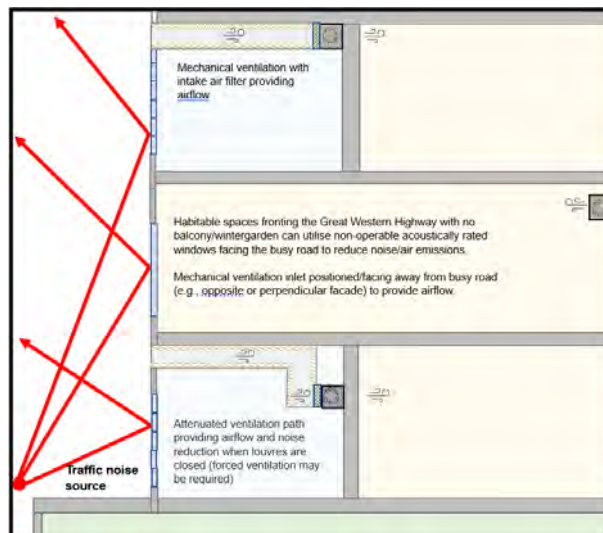 Mechanical ventilation with
intake air filter providing
airflow
Habitable spaces fronting the Great Western Highway with no
balcony/wintergarden can utilise non-operable acoustically rated
windows facing the busy road to reduce noise/air emissions.
Mechanical ventilation inlet positioned/facing away from busy road
(e.g., opposite or perpendicular facade) to provide airflow.
Attenuated ventilation path
providing airflow and noise
reduction when louvres are
closed (forced ventilation may
be required)
Traffic noise
source